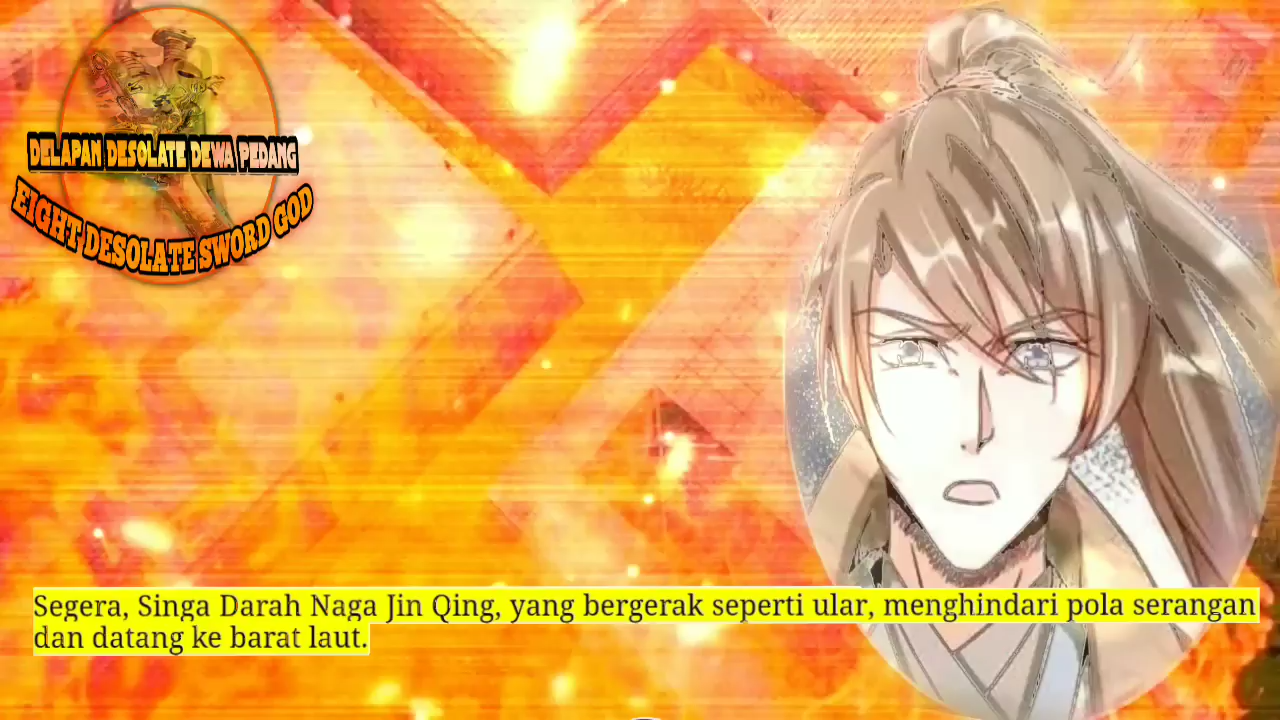 DELAPAN DESOLATE DEWA PEDANG
EIGHT DESOLATE SWORD GOD
Segera, Singa Darah Naga Jin Qing, yang bergerak seperti ular, menghindari pola serangan
dan datang ke barat laut.